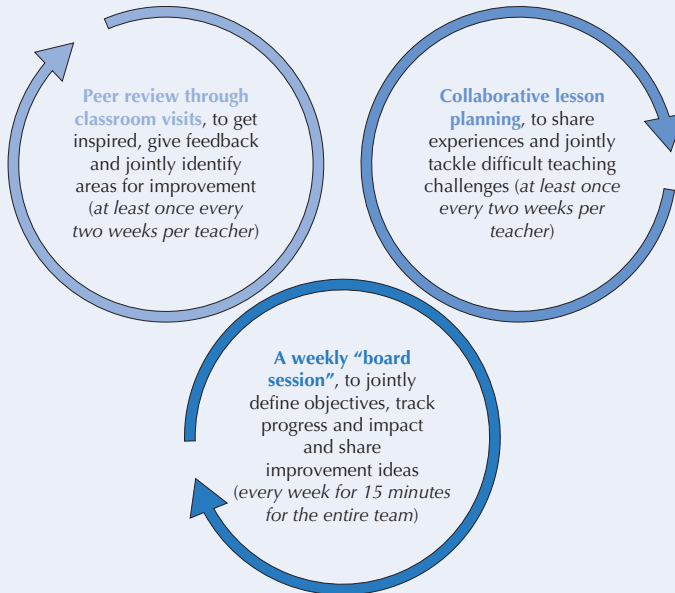 Peer review through
classroom visits, to get
inspired, give feedback
and jointly identify
areas for improvement
(at least once every
two weeks per teacher)
Collaborative lesson
planning, to share
experiences and jointly
tackle difficult teaching
challenges (at least once
every two weeks per
teacher)
A weekly “board
session”, to jointly
define objectives, track
progress and impact
and share
improvement ideas
(every week for 15 minutes
for the entire team)